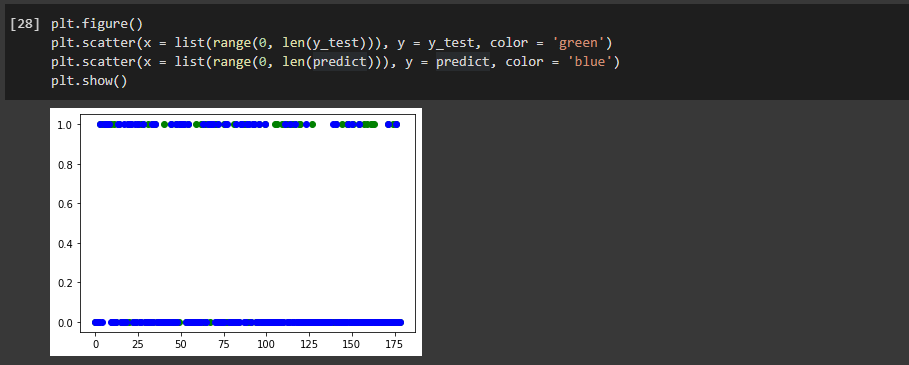 [28] plt.figure()
plt.scatter(x = list(range(0, len(y_test))), y = y_test, color = 'green')
plt.scatter(x = list(range(0, len(predict))), y = predict, color = 'blue')
plt.show()
1.0
0.8
0.6
0.4
0.2
0.0
0 25 50 75 100 125 150 175